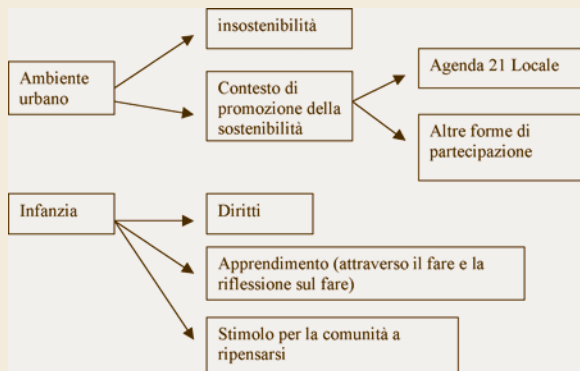 insostenibilità
Ambiente
urbano
Contesto di
promozione della
sostenibilità
Agenda 21 Locale
Altre forme di
partecipazione
Infanzia
Diritti
Apprendimento (attraverso il fare e la
riflessione sul fare)
Stimolo per la comunità a
ripensarsi